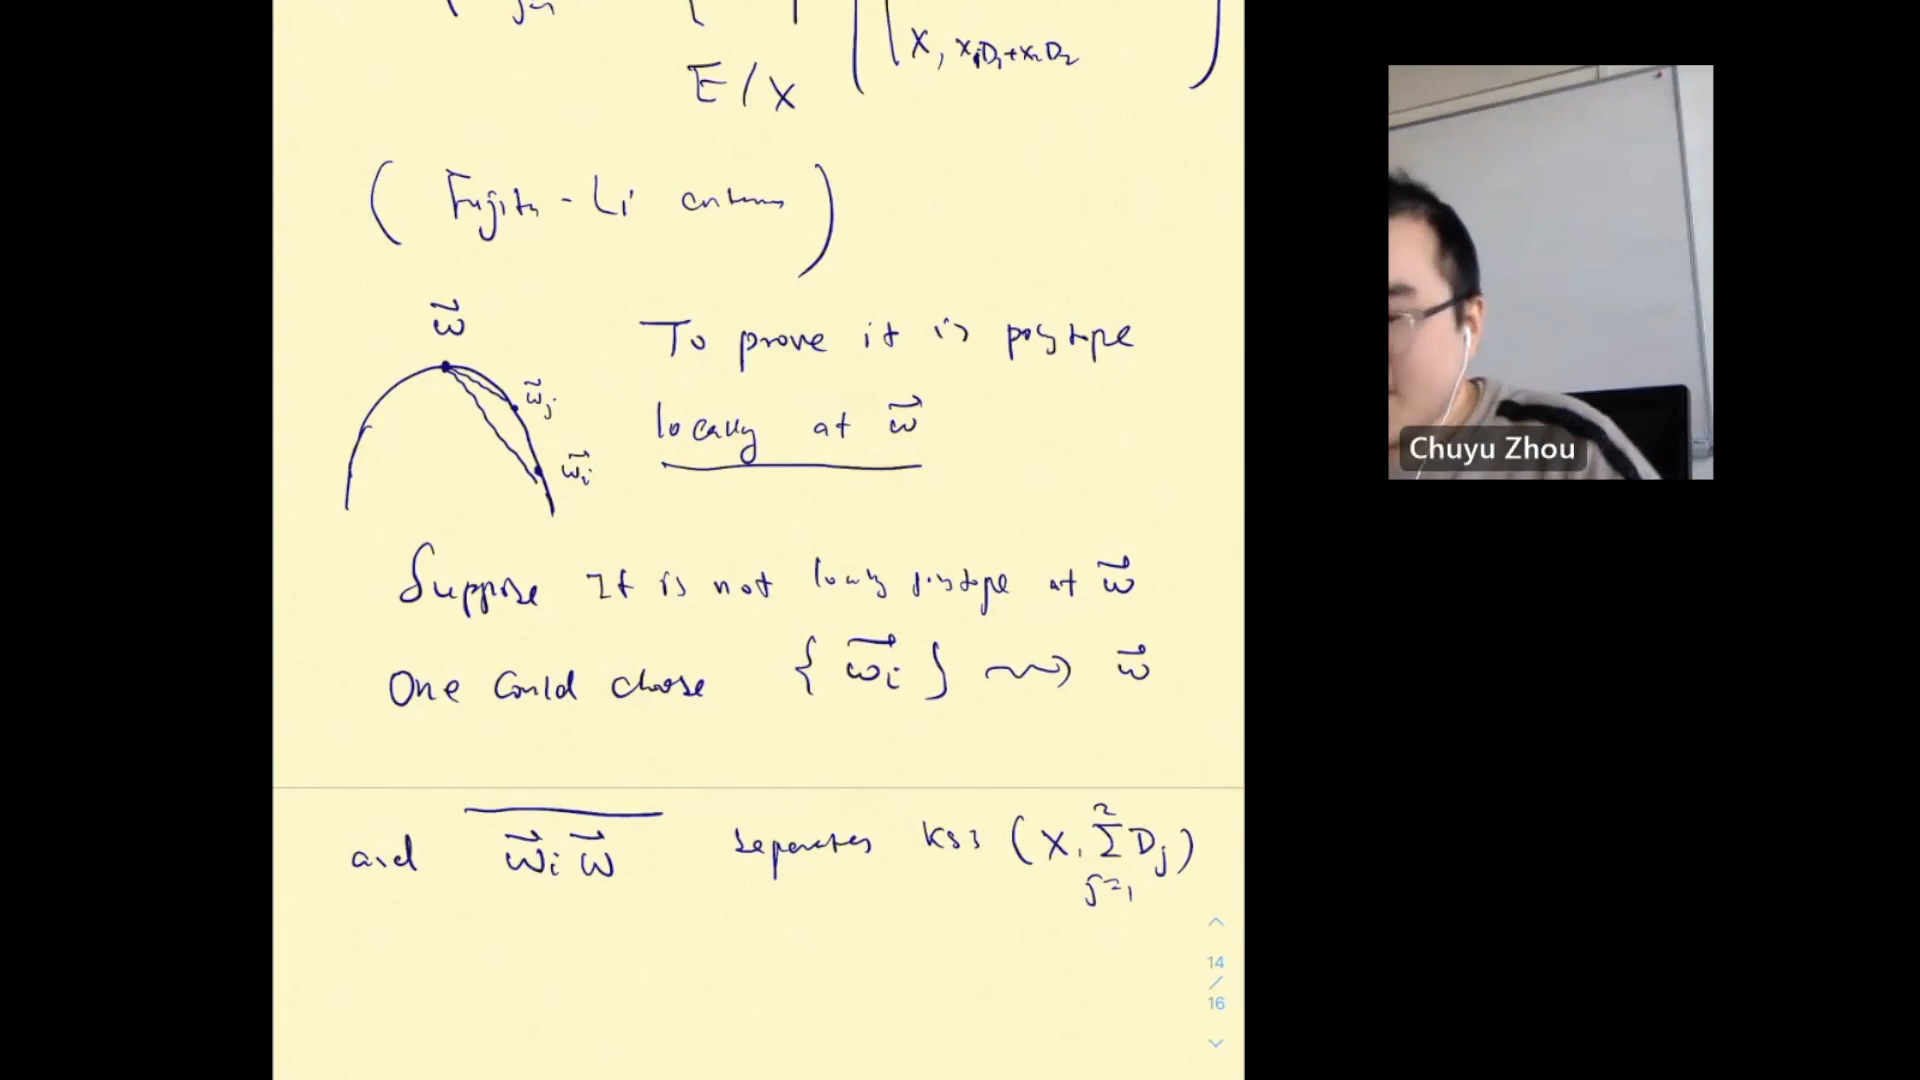 X, x₁D₁+x₂D₂
E/X
(Fujita-Li criterion)
w⃗
w⃗j
w⃗i
To prove it is polytope
locally at w⃗
Suppose It is not locally polytope at w⃗
One could choose { w⃗i } ⇝ w⃗
and w⃗i w⃗ separates Kss (X, ∑ Dj)
2
j=1
14
/
16
Chuyu Zhou